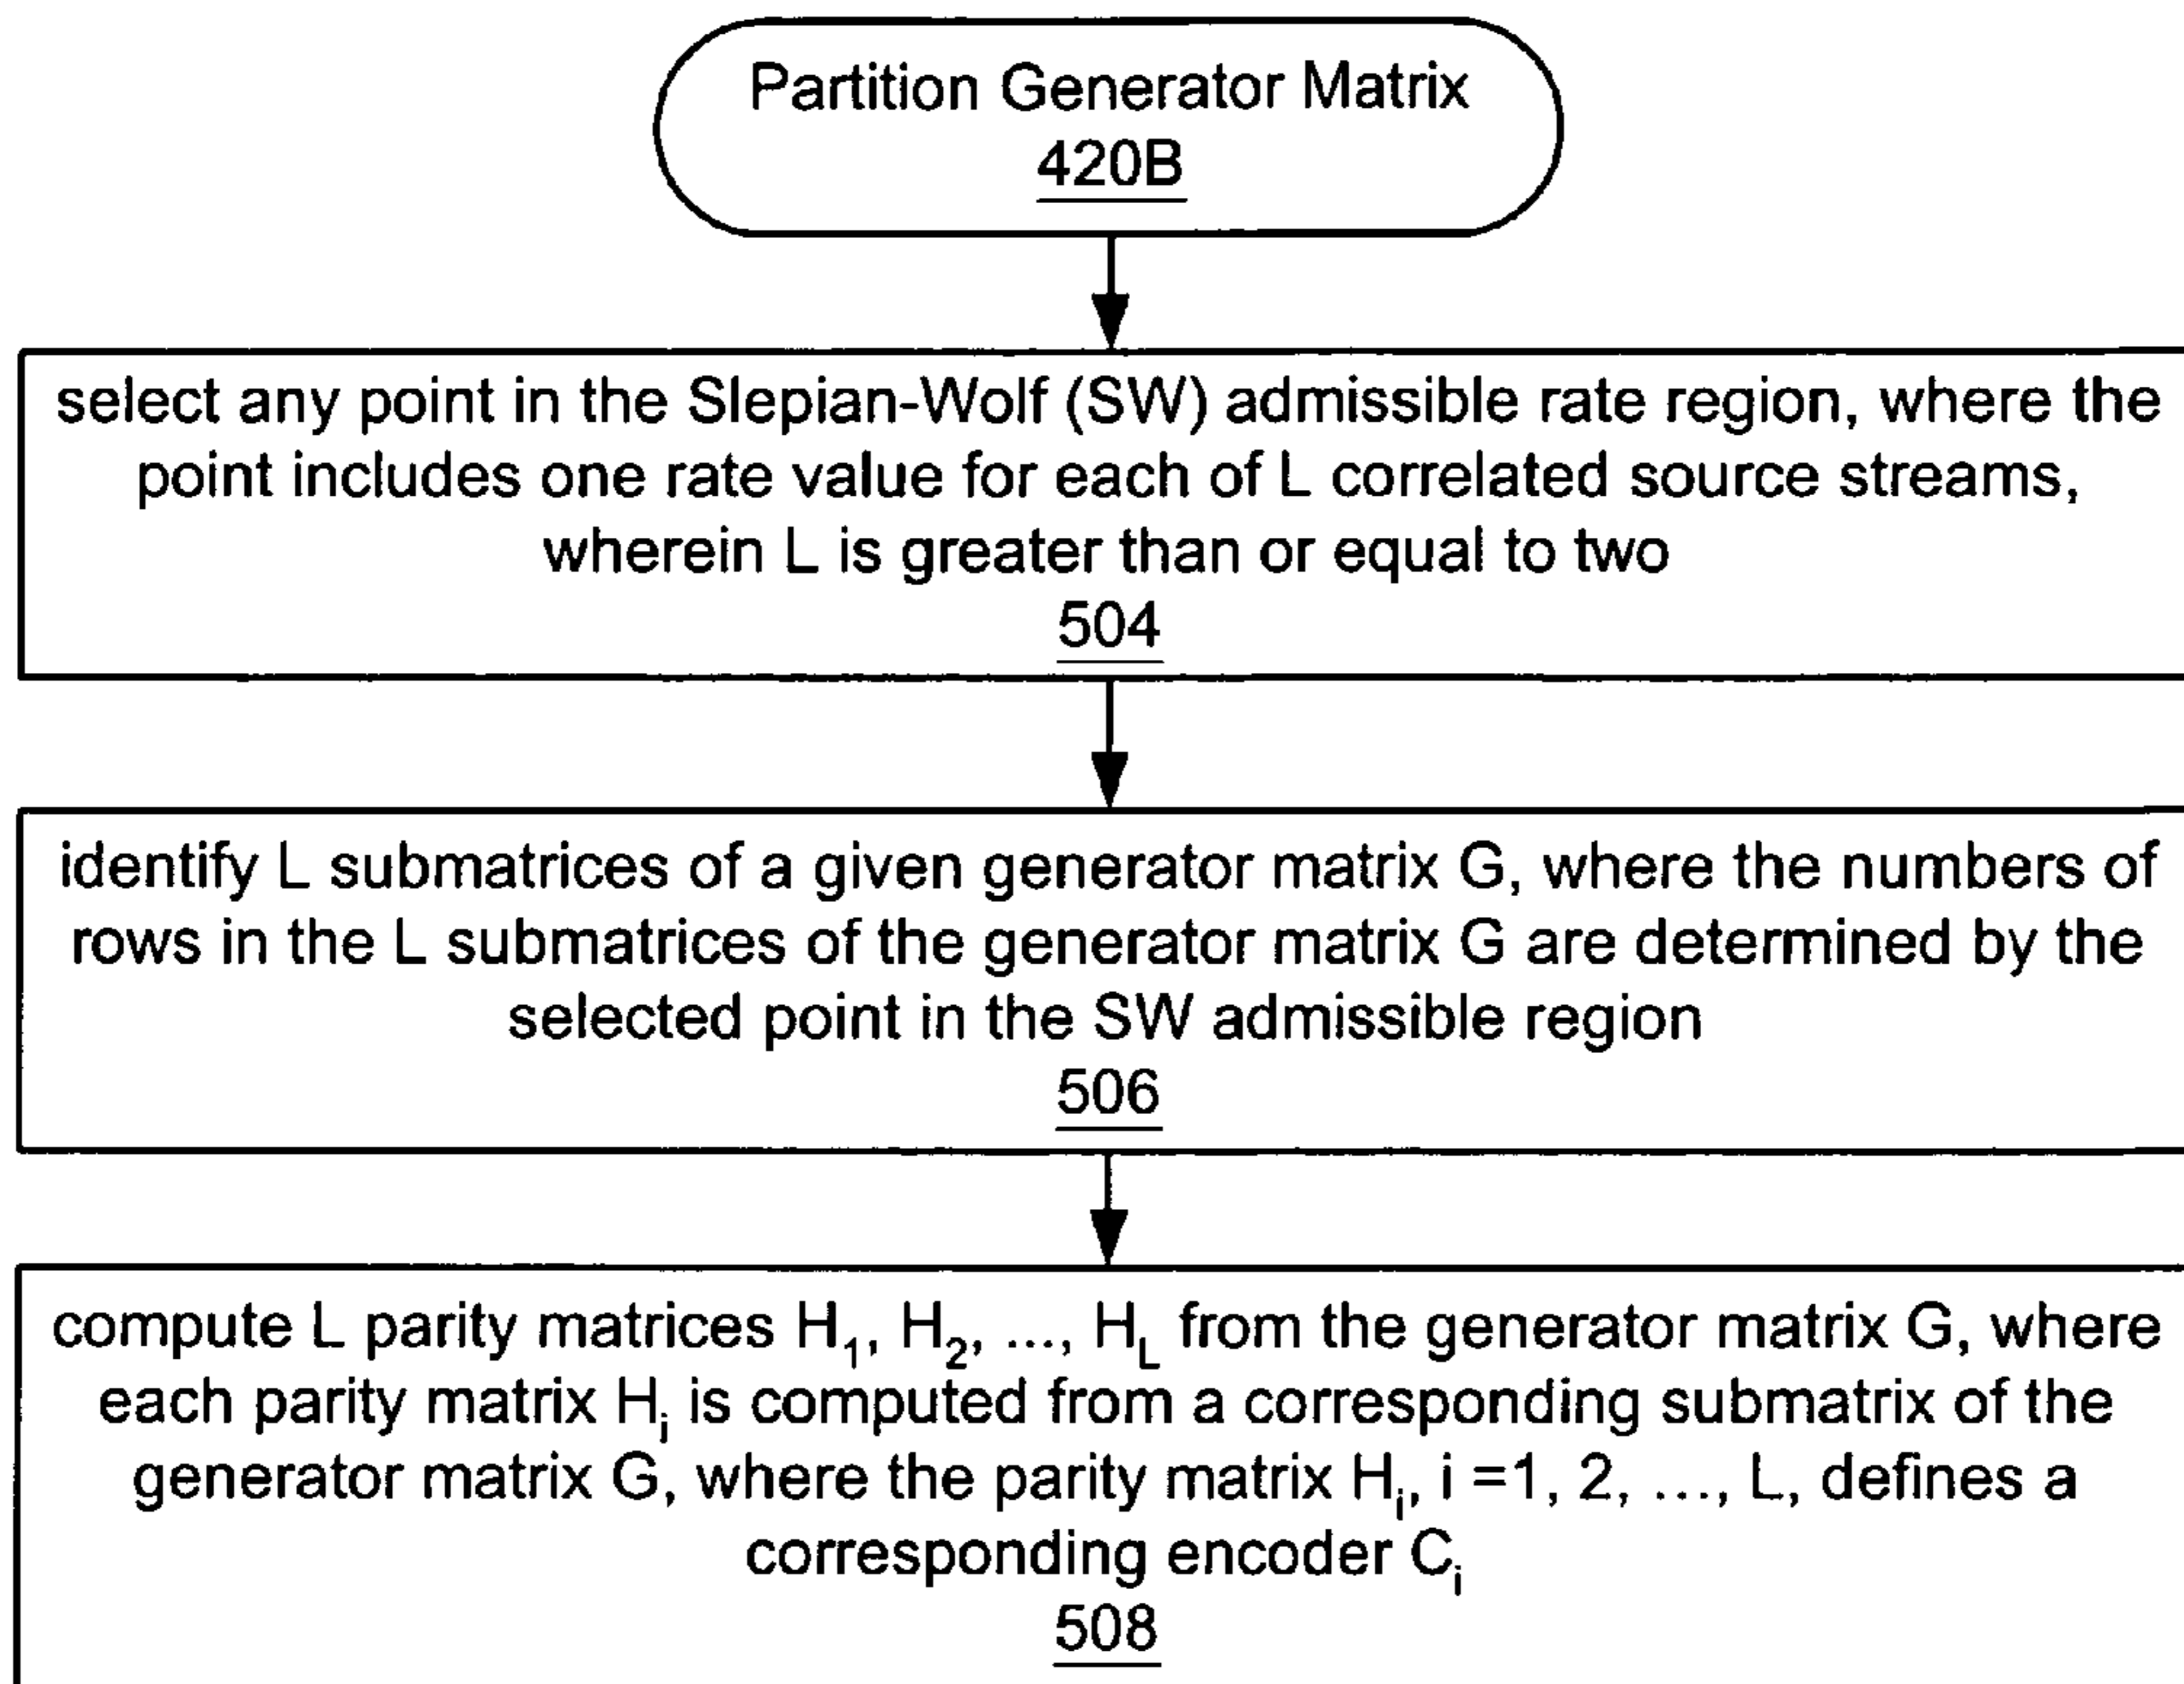 Partition Generator Matrix
420B
select any point in the Slepian-Wolf (SW) admissible rate region, where the
point includes one rate value for each of L correlated source streams,
wherein L is greater than or equal to two
504
identify L submatrices of a given generator matrix G, where the numbers of
rows in the L submatrices of the generator matrix G are determined by the
selected point in the SW admissible region
506
compute L parity matrices H₁, H₂, ..., H_L from the generator matrix G, where
each parity matrix Hᵢ is computed from a corresponding submatrix of the
generator matrix G, where the parity matrix Hᵢ, i =1, 2, ..., L, defines a
corresponding encoder Cᵢ
508